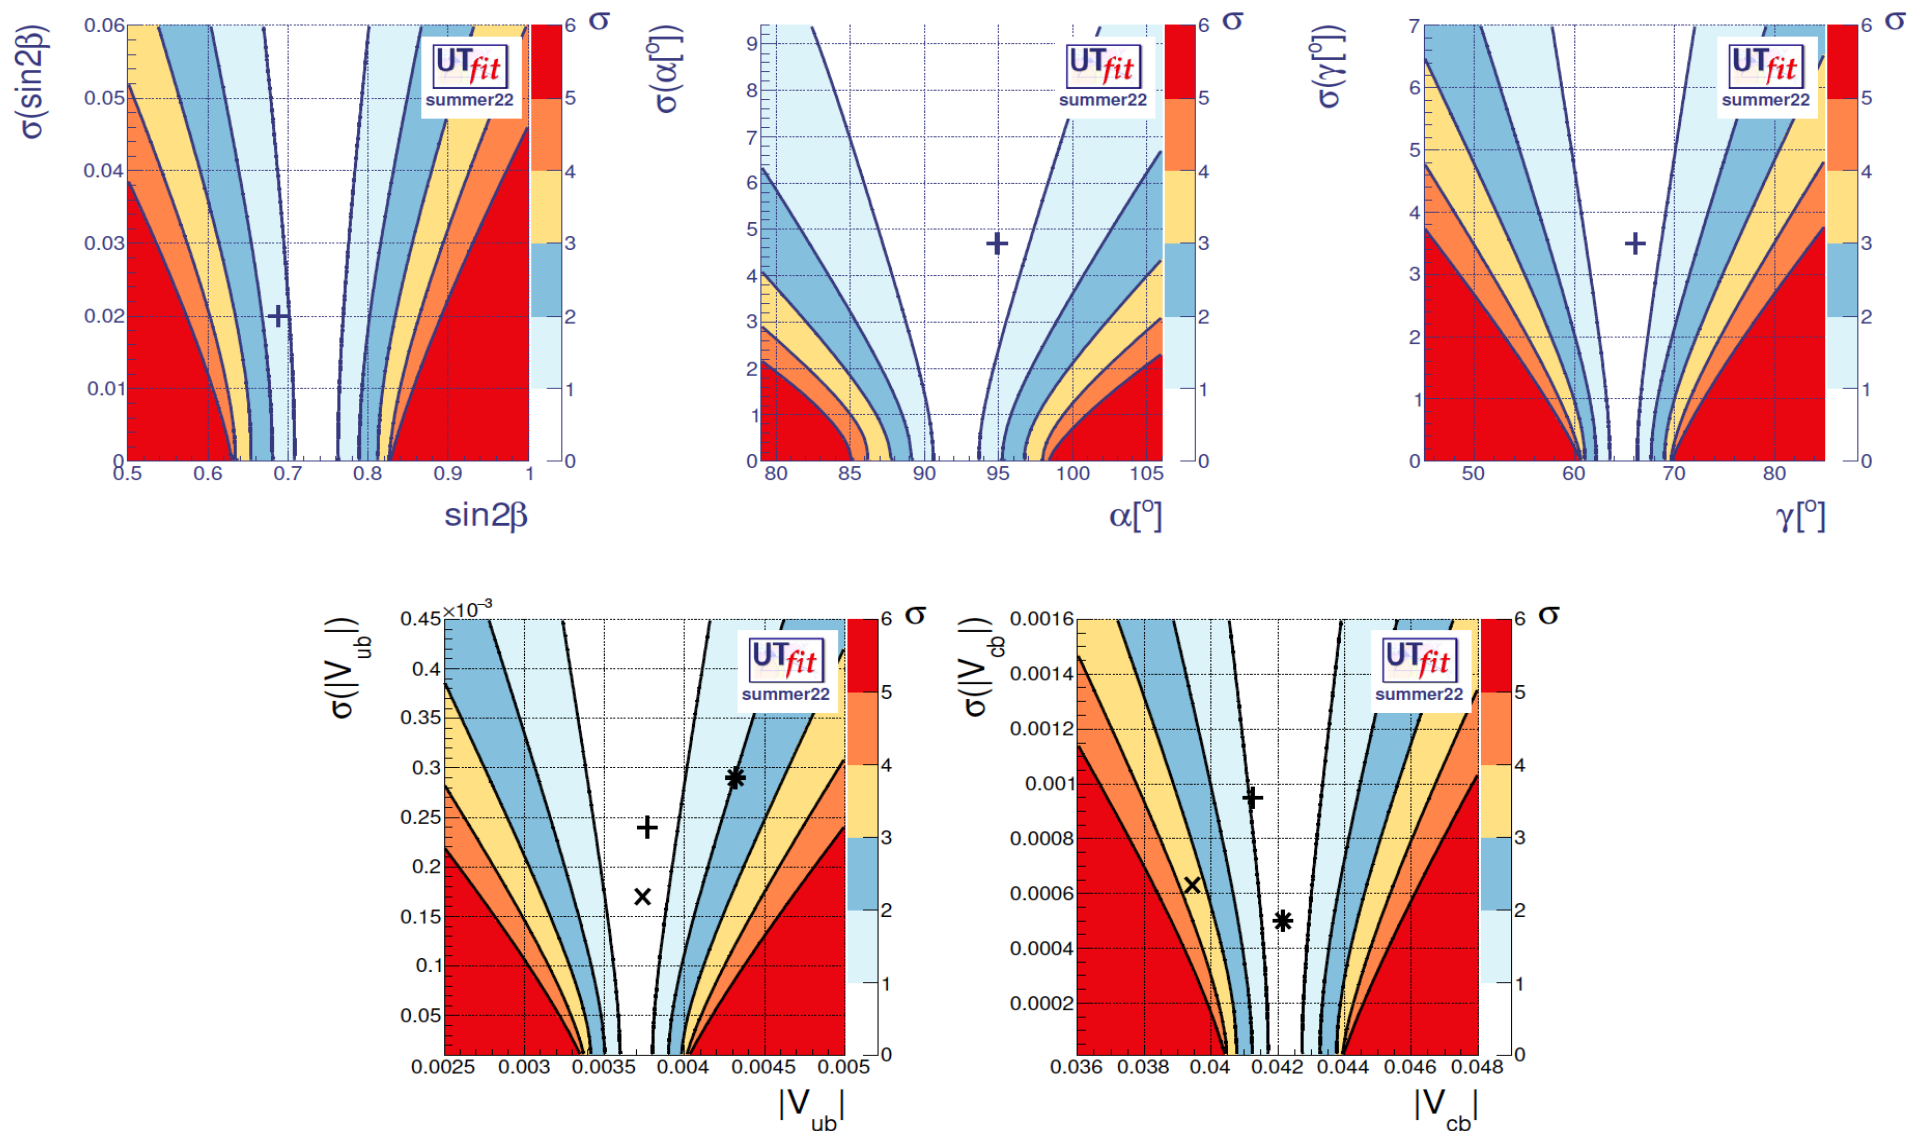 σ(sin2β)
0.06
0.05
0.04
0.03
0.02
0.01
0
0.5 0.6 0.7 0.8 0.9 1
sin2β
UTfit
summer22
6 σ
5
4
3
2
1
0
σ(α[°])
9
8
7
6
5
4
3
2
1
0
79 80 85 90 95 100 105
α[°]
UTfit
summer22
6 σ
5
4
3
2
1
0
σ(γ[°])
7
6
5
4
3
2
1
0
50 60 70 80
γ[°]
UTfit
summer22
6 σ
5
4
3
2
1
0
σ(|Vub|)
0.45 ×10⁻³
0.4
0.35
0.3
0.25
0.2
0.15
0.1
0.05
0.0025 0.003 0.0035 0.004 0.0045 0.005
|Vub|
UTfit
summer22
6 σ
5
4
3
2
1
0
σ(|Vcb|)
0.0016
0.0014
0.0012
0.001
0.0008
0.0006
0.0004
0.0002
0.036 0.038 0.04 0.042 0.044 0.046 0.048
|Vcb|
UTfit
summer22
6 σ
5
4
3
2
1
0